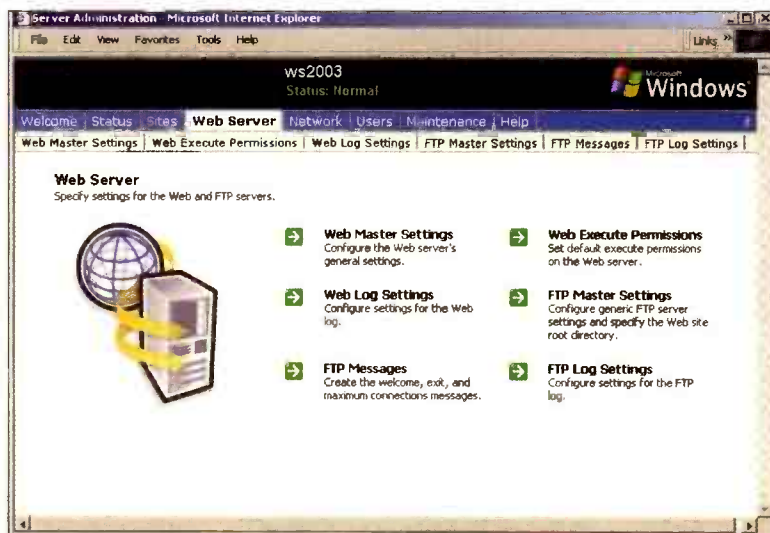 Server Administration - Microsoft Internet Explorer
File Edit View Favorites Tools Help
Links »
ws2003
Status: Normal
Microsoft
Windows
Welcome | Status | Sites | Web Server | Network | Users | Maintenance | Help
Web Master Settings | Web Execute Permissions | Web Log Settings | FTP Master Settings | FTP Messages | FTP Log Settings |
Web Server
Specify settings for the Web and FTP servers.
Web Master Settings
Configure the Web server's
general settings.
Web Execute Permissions
Set default execute permissions
on the Web server.
Web Log Settings
Configure settings for the Web
log.
FTP Master Settings
Configure generic FTP server
settings and specify the Web site
root directory.
FTP Messages
Create the welcome, exit, and
maximum connections messages.
FTP Log Settings
Configure settings for the FTP
log.